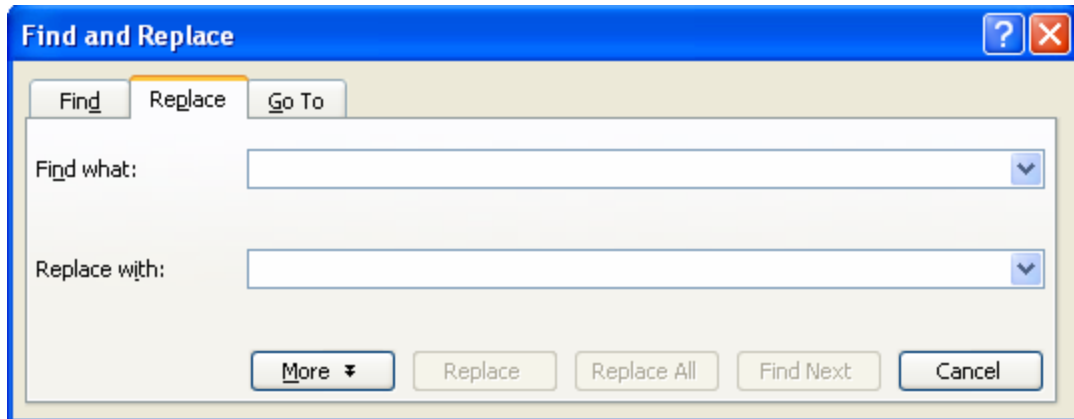 Find and Replace
?
Find Replace Go To
Find what:
Replace with:
More Replace Replace All Find Next Cancel